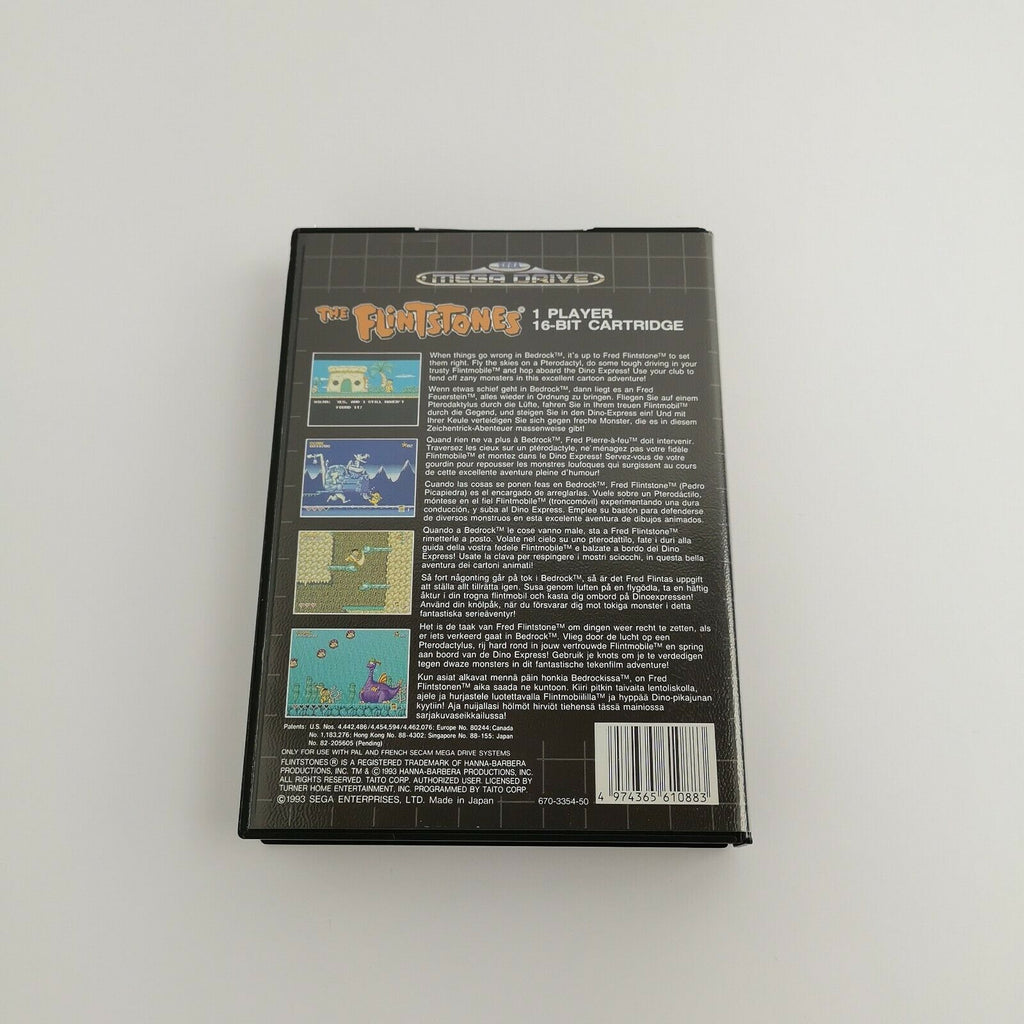 SEGA
MEGA DRIVE
THE FLINTSTONES®
1 PLAYER
16-BIT CARTRIDGE
When things go wrong in Bedrock™, it's up to Fred Flintstone™ to set
them right. Fly the skies on a Pterodactyl, do some tough driving in your
trusty Flintmobile™ and hop aboard the Dino Express! Use your club to
fend off zany monsters in this excellent cartoon adventure!
Wenn etwas schief geht in Bedrock™, dann liegt es an Fred
Feuerstein™, alles wieder in Ordnung zu bringen. Fliegen Sie auf einem
Pterodaktylus durch die Lüfte, fahren Sie in Ihrem treuen Flintmobil™
durch die Gegend, und steigen Sie in den Dino-Express ein! Und mit
Ihrer Keule verteidigen Sie sich gegen freche Monster, die es in diesem
Zeichentrick-Abenteuer massenweise gibt!
YES, AND I STILL HAVEN'T
FOUND IT!
Quand rien ne va plus à Bedrock™, Fred Pierre-à-feu™ doit intervenir.
Traversez les cieux sur un ptérodactyle, ne ménagez pas votre fidèle
Flintmobile™ et montez dans le Dino Express! Servez-vous de votre
gourdin pour repousser les monstres loufoques qui surgissent au cours
de cette excellente aventure pleine d'humour!
Cuando las cosas se ponen feas en Bedrock™, Fred Flintstone™ (Pedro
Picapiedra) es el encargado de arreglarlas. Vuele sobre un Pterodáctilo,
móntese en el fiel Flintmobile™ (troncomóvil) experimentando una dura
conducción, y suba al Dino Express. Emplee su bastón para defenderse
de diversos monstruos en esta excelente aventura de dibujos animados.
Quando a Bedrock™ le cose vanno male, sta a Fred Flintstone™
rimetterle a posto. Volate nel cielo su uno pterodattilo, fate i duri alla
guida della vostra fedele Flintmobile™ e balzate a bordo del Dino
Express! Usate la clava per respingere i mostri sciocchi, in questa bella
aventura dei cartoni animati!
Så fort någonting går på tok i Bedrock™, så är det Fred Flintas uppgift
att ställa allt tillrätta igen. Susa genom luften på en flygödla, ta en häftig
åktur i din trogna flintmobil och kasta dig ombord på Dinoexpressen!
Använd din knölpåk, när du försvarar dig mot tokiga monster i detta
fantastiska serieäventyr!
Het is de taak van Fred Flintstone™ om dingen weer recht te zetten, als
er iets verkeerd gaat in Bedrock™. Vlieg door de lucht op een
Pterodactylus, rij hard rond in jouw vertrouwde Flintmobile™ en spring
aan boord van de Dino Express! Gebruik je knots om je te verdedigen
tegen dwaze monsters in dit fantastische tekenfilm adventure!
Kun asiat alkavat mennä päin honkia Bedrockissa™, on Fred
Flintstonen™ aika saada ne kuntoon. Kiiri pitkin taivaita lentoliskolla,
ajele ja hurjastele luotettavalla Flintmobiililla™ ja hyppää Dino-pikajunan
kyytiin! Aja nuijallasi hölmöt hirviöt tiehensä tässä mainiossa
sarjakuvaseikkailussa!
Patents: U.S. Nos. 4,442,486/4,454,594/4,462,076; Europe No. 80244; Canada
No. 1,183,276; Hong Kong No. 88-4302; Singapore No. 88-155; Japan
No. 82-205605 (Pending)
ONLY FOR USE WITH PAL AND FRENCH SECAM MEGA DRIVE SYSTEMS
FLINTSTONES® IS A REGISTERED TRADEMARK OF HANNA-BARBERA
PRODUCTIONS, INC. TM & © 1993 HANNA-BARBERA PRODUCTIONS, INC.
ALL RIGHTS RESERVED. TAITO CORP. AUTHORIZED USER. LICENSED BY
TURNER HOME ENTERTAINMENT, INC. PROGRAMMED BY TAITO CORP.
©1993 SEGA ENTERPRISES, LTD. Made in Japan
670-3354-50
4 974365 610883